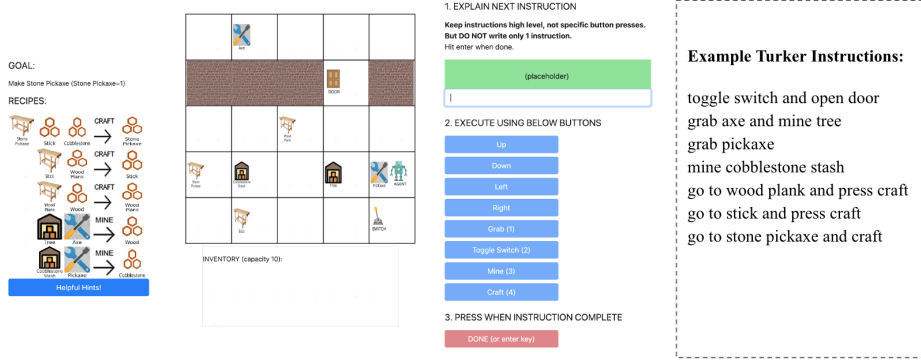 GOAL:
Make Stone Pickaxe (Stone Pickaxe=1)
RECIPES:
Stone Pickaxe
Stick
Cobblestone
CRAFT
Stone Pickaxe
Stick
Wood Plank
CRAFT
Stick
Wood Plank
Wood
CRAFT
Wood Plank
Tree
Axe
MINE
Wood
Cobblestone Stash
Pickaxe
MINE
Cobblestone
Helpful Hints!
Axe
DOOR
Wood Plank
Stone Pickaxe
Cobblestone Stash
Tree
Pickaxe
AGENT
Stick
SWITCH
INVENTORY (capacity 10):
1. EXPLAIN NEXT INSTRUCTION
Keep instructions high level, not specific button presses.
But DO NOT write only 1 instruction.
Hit enter when done.
(placeholder)
2. EXECUTE USING BELOW BUTTONS
Up
Down
Left
Right
Grab (1)
Toggle Switch (2)
Mine (3)
Craft (4)
3. PRESS WHEN INSTRUCTION COMPLETE
DONE (or enter key)
Example Turker Instructions:
toggle switch and open door
grab axe and mine tree
grab pickaxe
mine cobblestone stash
go to wood plank and press craft
go to stick and press craft
go to stone pickaxe and craft